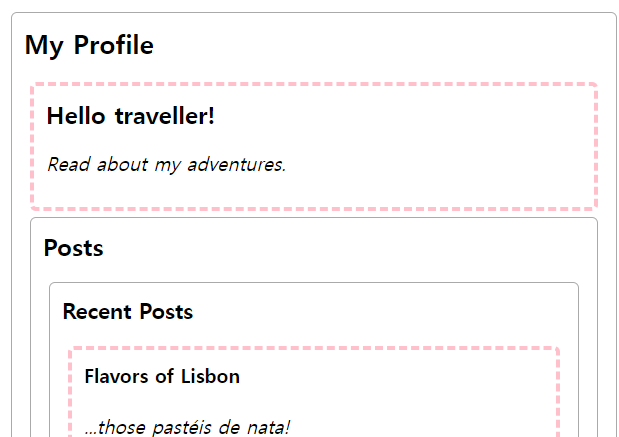 My Profile
Hello traveller!
Read about my adventures.
Posts
Recent Posts
Flavors of Lisbon
...those pastéis de nata!